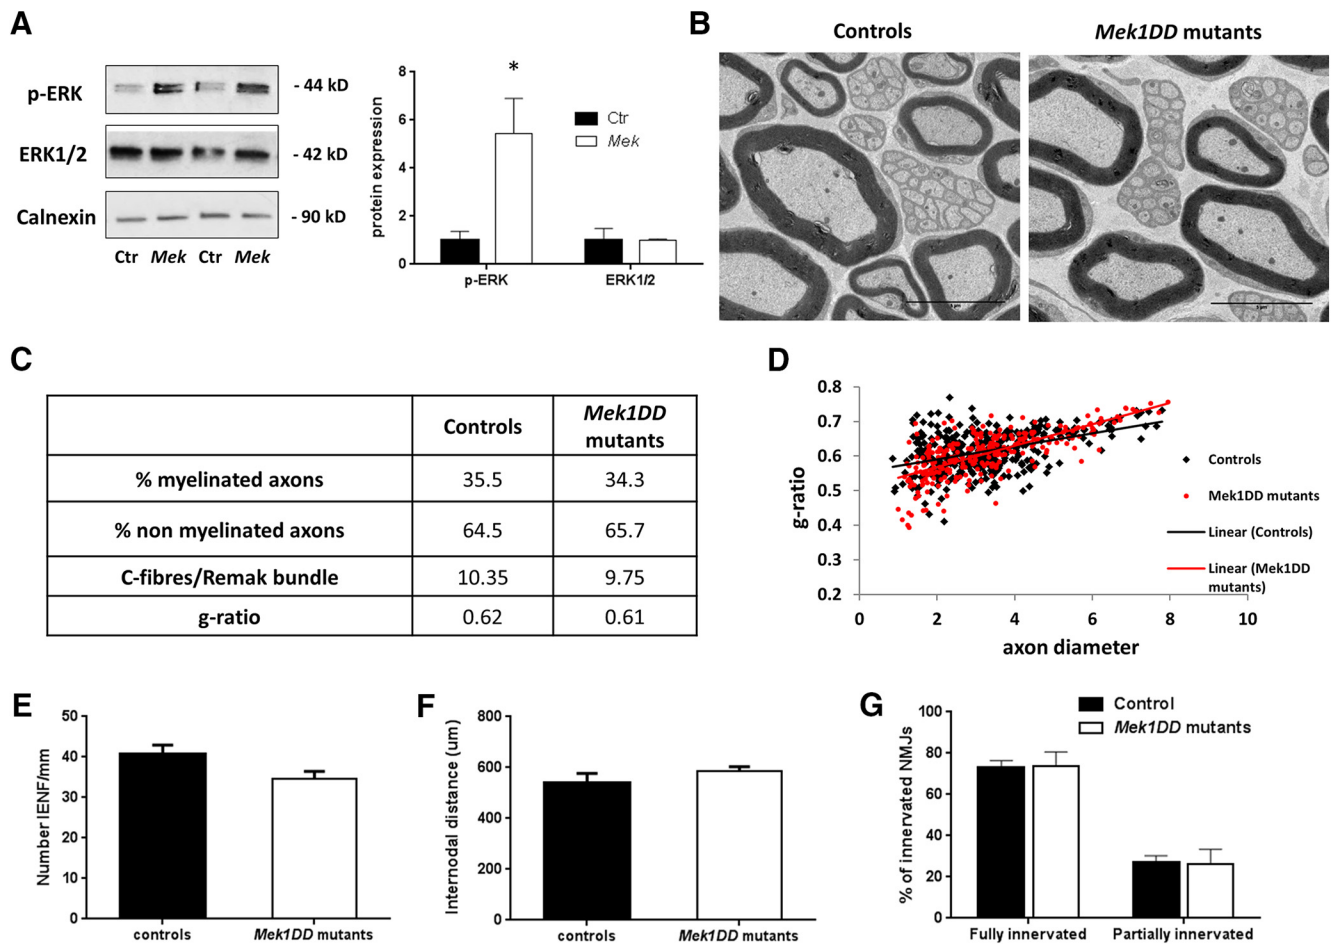 A
p-ERK
- 44 kD
ERK1/2
- 42 kD
Calnexin
- 90 kD
Ctr Mek Ctr Mek
protein expression
8
6
4
2
0
*
Ctr
Mek
p-ERK
ERK1/2
B
Controls
Mek1DD mutants
C
Controls
Mek1DD
mutants
% myelinated axons 35.5 34.3
% non myelinated axons 64.5 65.7
C-fibres/Remak bundle 10.35 9.75
g-ratio 0.62 0.61
D
g-ratio
0.8
0.7
0.6
0.5
0.4
0.3
0.2
0 2 4 6 8 10
axon diameter
Controls
Mek1DD mutants
Linear (Controls)
Linear (Mek1DD
mutants)
E
Number IENF/mm
50
40
30
20
10
0
controls
Mek1DD mutants
F
Internodal distance (um)
800
600
400
200
0
controls
Mek1DD mutants
G
Control
Mek1DD mutants
% of innervated NMJs
100
80
60
40
20
0
Fully innervated
Partially innervated